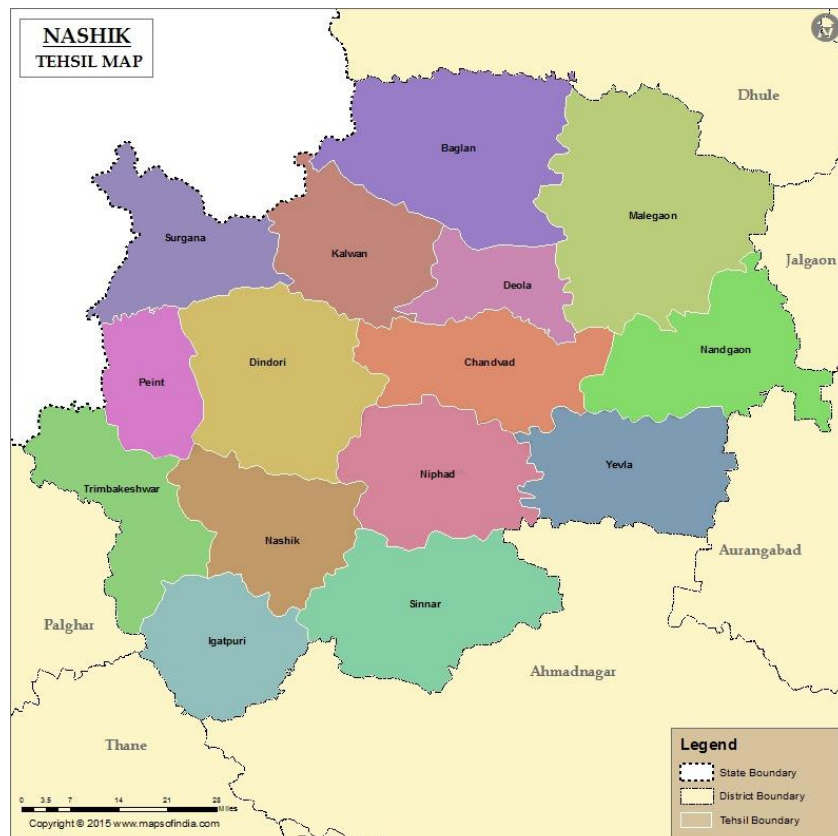 NASHIK
TEHSIL MAP
N
Dhule
Baglan
Malegaon
Surgana
Kalwan
Jalgaon
Deola
Nandgaon
Chandvad
Dindori
Peint
Yevla
Niphad
Trimbakeshwar
Nashik
Aurangabad
Sinnar
Palghar
Igatpuri
Ahmadnagar
Thane
Legend
State Boundary
District Boundary
Tehsil Boundary
0 3.5 7 14 21 28
Miles
Copyright © 2015 www.mapsofindia.com